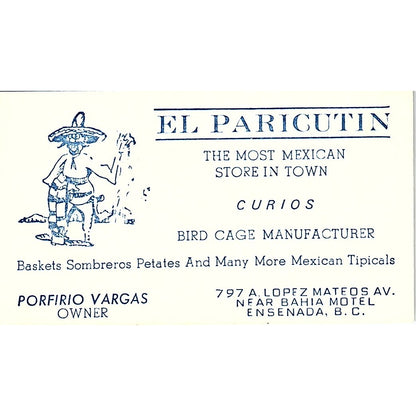 EL PARICUTIN
THE MOST MEXICAN
STORE IN TOWN
CURIOS
BIRD CAGE MANUFACTURER
Baskets Sombreros Petates And Many More Mexican Tipicals
PORFIRIO VARGAS
OWNER
797 A. LOPEZ MATEOS AV.
NEAR BAHIA MOTEL
ENSENADA, B. C.